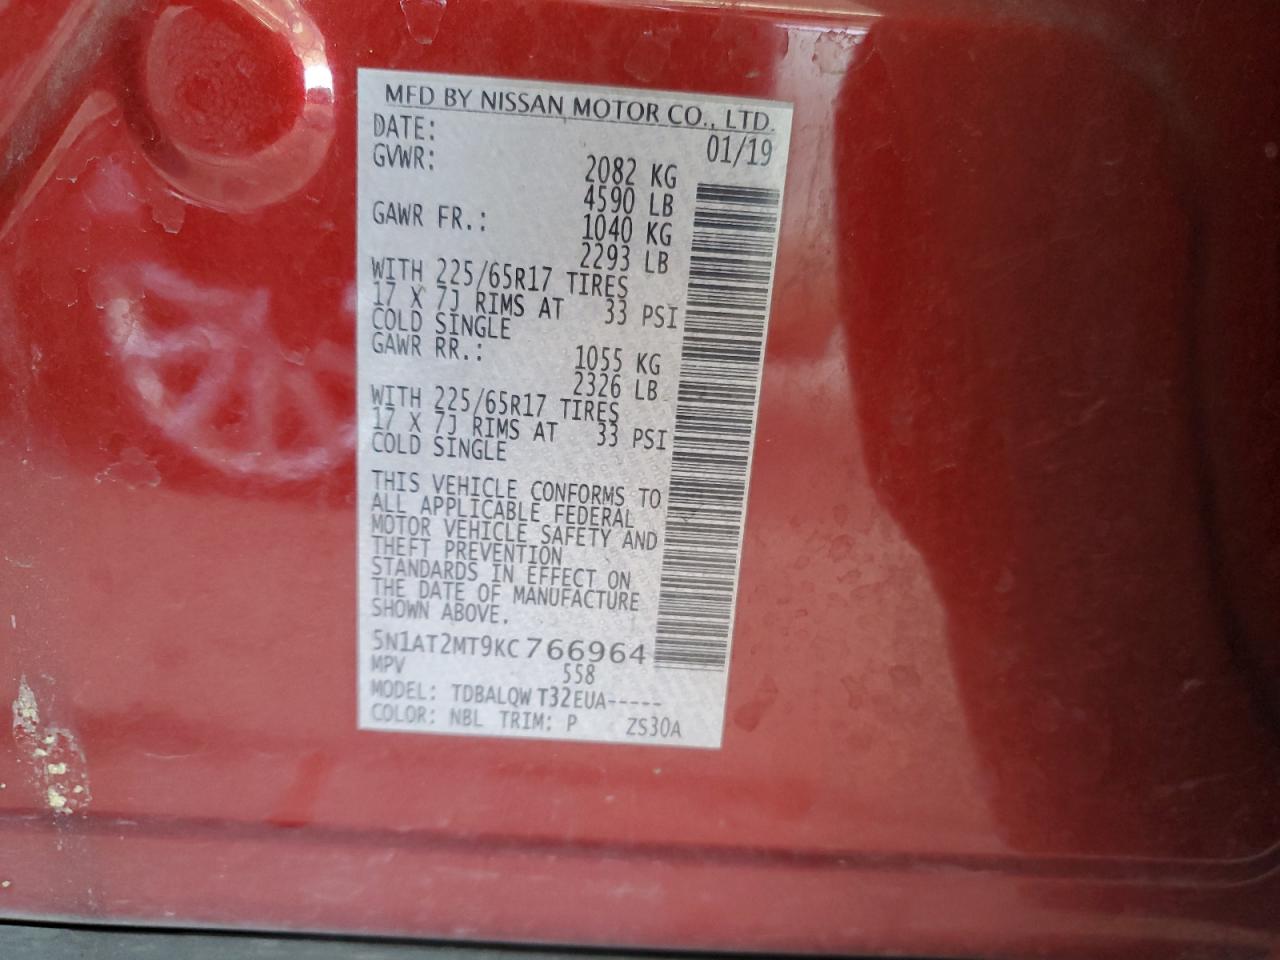 MFD BY NISSAN MOTOR CO., LTD.
DATE: 01/19
GVWR: 2082 KG
4590 LB
GAWR FR.: 1040 KG
2293 LB
WITH 225/65R17 TIRES
17 X 7J RIMS AT 33 PSI
COLD SINGLE
GAWR RR.: 1055 KG
2326 LB
WITH 225/65R17 TIRES
17 X 7J RIMS AT 33 PSI
COLD SINGLE
THIS VEHICLE CONFORMS TO
ALL APPLICABLE FEDERAL
MOTOR VEHICLE SAFETY AND
THEFT PREVENTION
STANDARDS IN EFFECT ON
THE DATE OF MANUFACTURE
SHOWN ABOVE.
5N1AT2MT9KC766964
MPV 558
MODEL: TDBALQW T32EUA-----
COLOR: NBL TRIM: P ZS30A